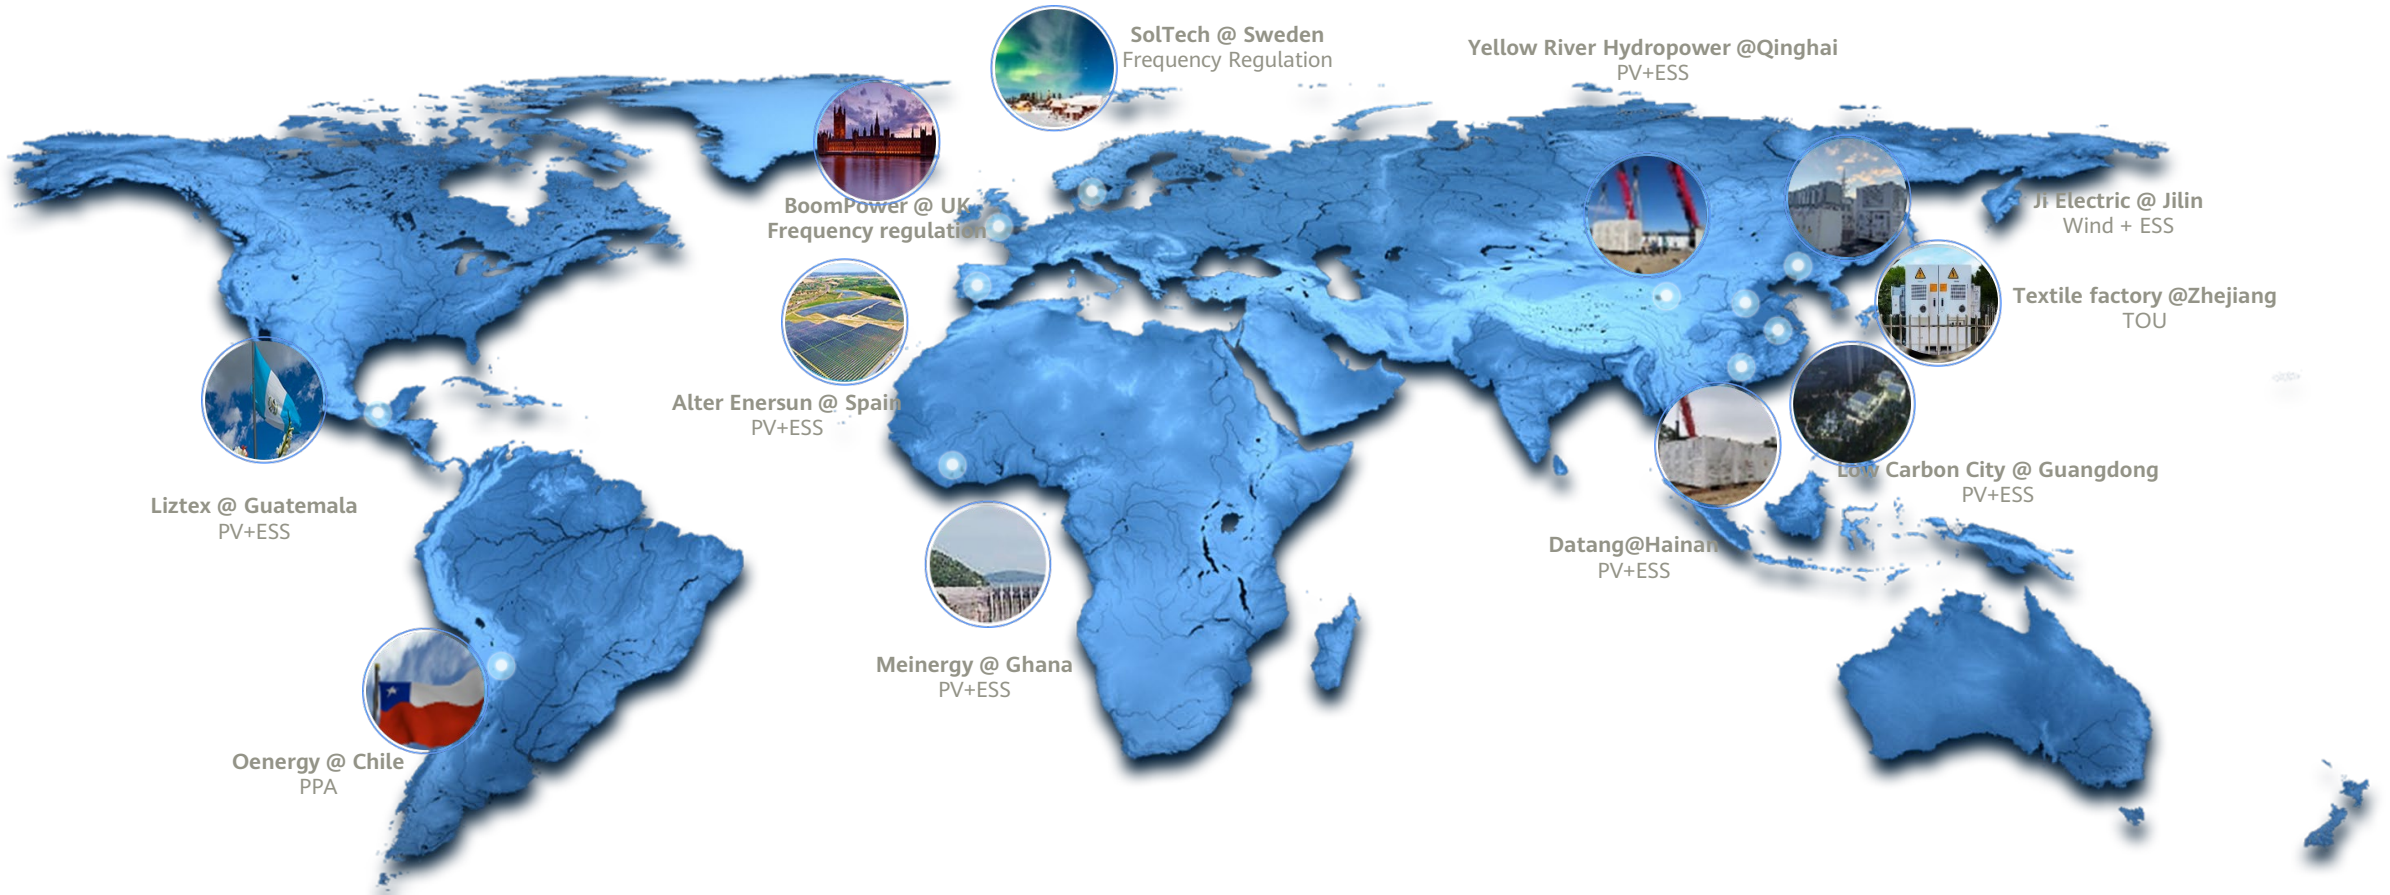 SolTech @ Sweden
Frequency Regulation
Yellow River Hydropower @Qinghai
PV+ESS
BoomPower @ UK
Frequency regulation
Ji Electric @ Jilin
Wind + ESS
Textile factory @Zhejiang
TOU
Alter Enersun @ Spain
PV+ESS
Low Carbon City @ Guangdong
PV+ESS
Liztex @ Guatemala
PV+ESS
Datang@Hainan
PV+ESS
Meinergy @ Ghana
PV+ESS
Oenergy @ Chile
PPA